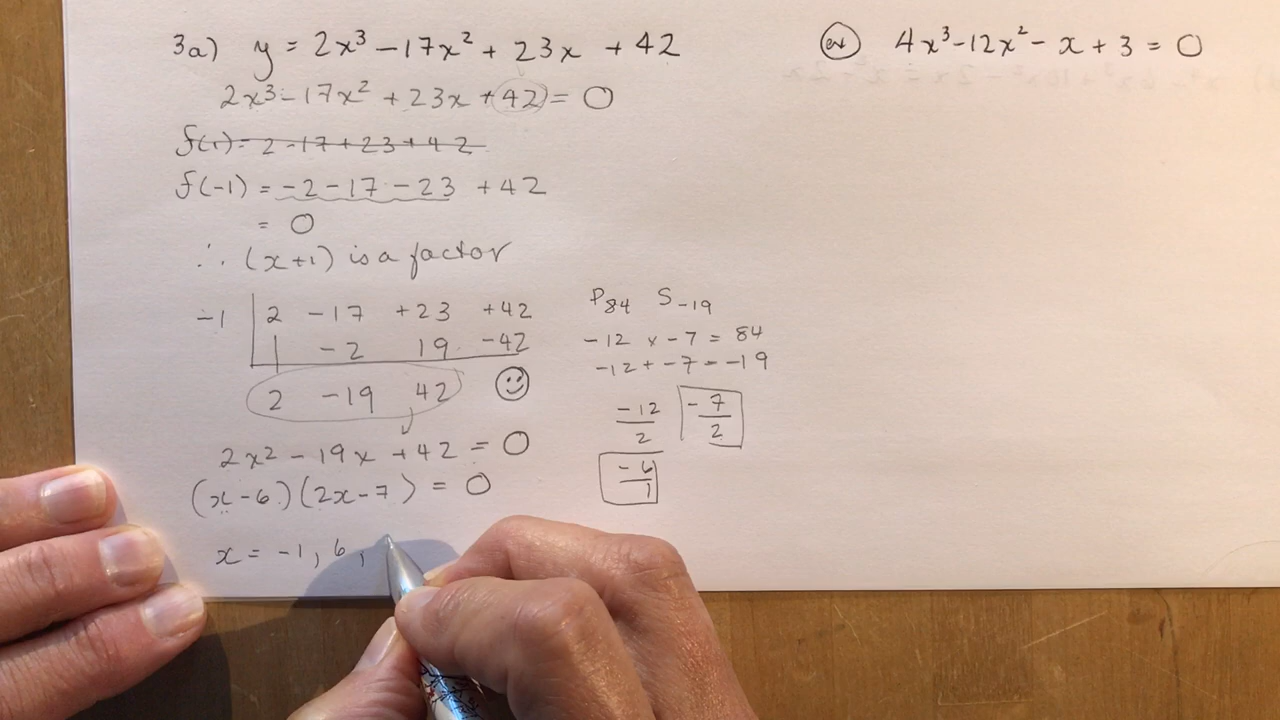 3a) y = 2x³ - 17x² + 23x + 42
2x³ - 17x² + 23x + 42 = 0
f(1) = 2 - 17 + 23 + 42
f(-1) = -2 - 17 - 23 + 42
= 0
∴ (x+1) is a factor
-1 | 2 -17 +23 +42
↓ -2 19 -42
2 -19 42 ☺
2x² - 19x + 42 = 0
(x-6)(2x-7) = 0
x = -1, 6,
P84 S-19
-12 x -7 = 84
-12 + -7 = -19
-12/2 -7/2
-6/1
ex 4x³ - 12x² - x + 3 = 0